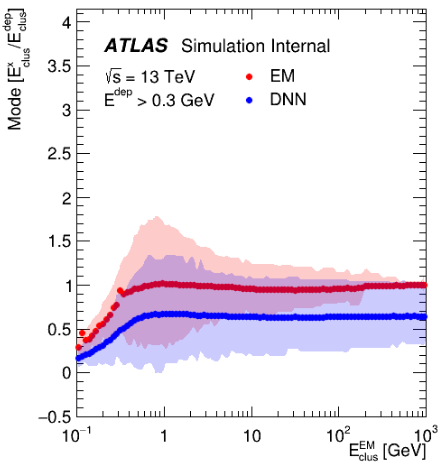 ATLAS Simulation Internal
√s = 13 TeV
E^dep > 0.3 GeV
EM
DNN
Mode [E^x_clus/E^dep_clus]
4
3.5
3
2.5
2
1.5
1
0.5
0
−0.5
10^−1
1
10
10^2
10^3
E^EM_clus [GeV]